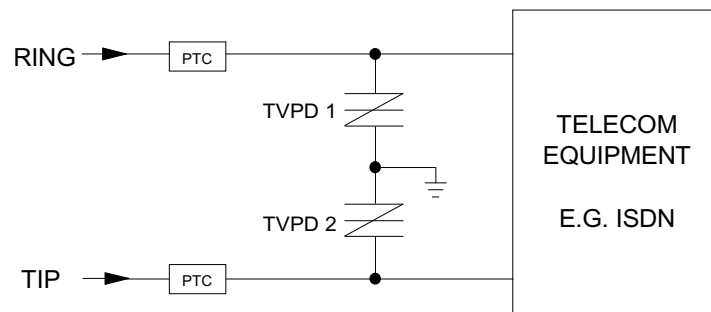 RING
PTC
TVPD 1
TELECOM
EQUIPMENT
E.G. ISDN
TVPD 2
TIP
PTC